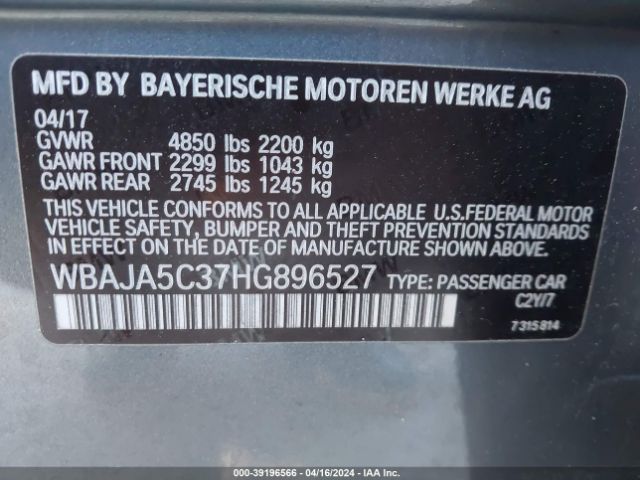 MFD BY BAYERISCHE MOTOREN WERKE AG
04/17
GVWR 4850 lbs 2200 kg
GAWR FRONT 2299 lbs 1043 kg
GAWR REAR 2745 lbs 1245 kg
THIS VEHICLE CONFORMS TO ALL APPLICABLE U.S.FEDERAL MOTOR
VEHICLE SAFETY, BUMPER AND THEFT PREVENTION STANDARDS
IN EFFECT ON THE DATE OF MANUFACTURE SHOWN ABOVE.
WBAJA5C37HG896527 TYPE: PASSENGER CAR
C2Y/7
7315814
000-39196566 - 04/16/2024 - IAAI.COM